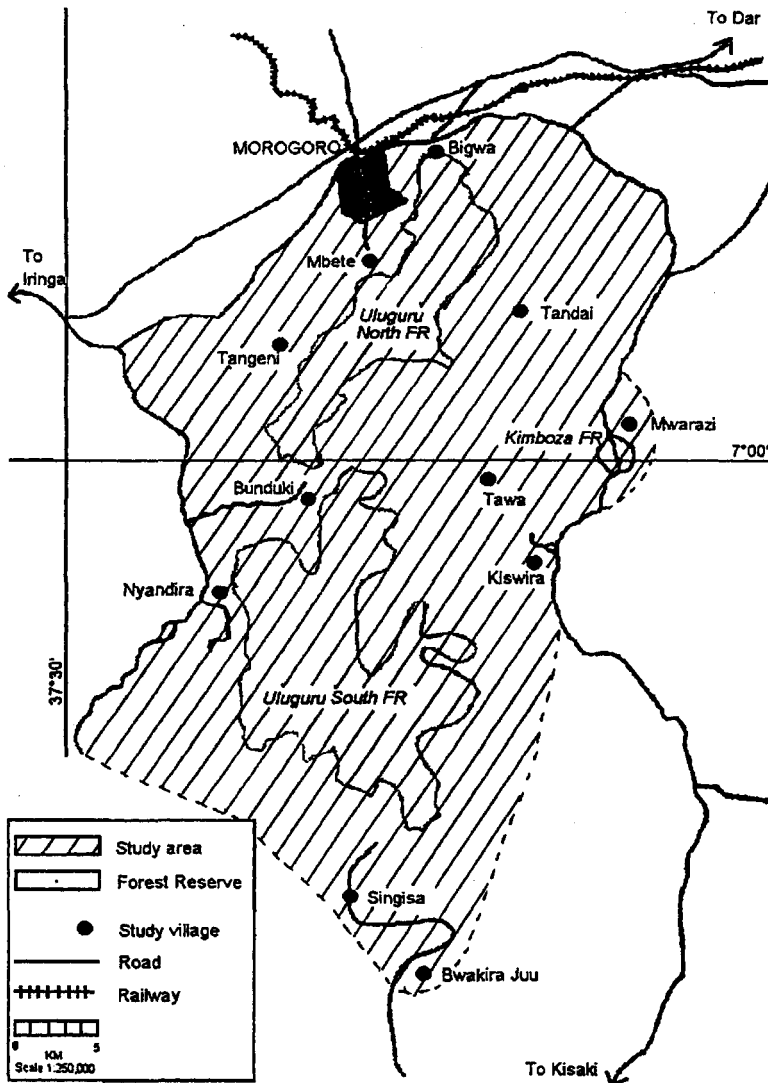 To Dar
MOROGORO
Bigwa
To
Iringa
Mbete
Uluguru
North FR
Tandai
Tangeni
Mwarazi
Kimboza FR
7°00'
Bunduki
Tawa
Kiswira
Nyandira
37°30'
Uluguru South FR
Study area
Forest Reserve
Study village
Road
Railway
0 5
KM
Scale 1:250,000
Singisa
Bwakira Juu
To Kisaki